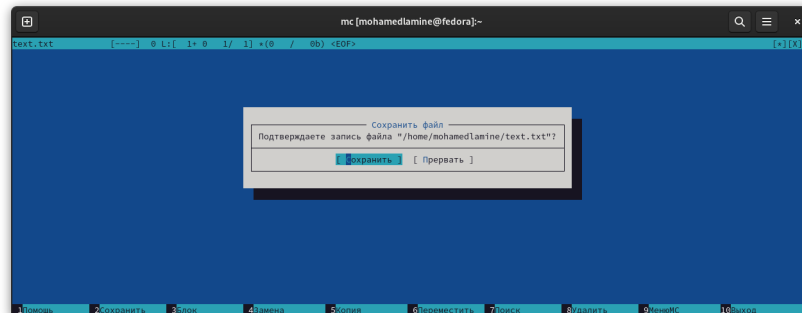 mc [mohamedlamine@fedora]:~
text.txt [----] 0 L:[ 1+ 0 1/ 1] *(0 / 0b) <EOF> [*][X]
Сохранить файл
Подтверждаете запись файла "/home/mohamedlamine/text.txt"?
[ Сохранить ] [ Прервать ]
1Помощь 2Сохранить 3Блок 4Замена 5Копия 6Переместить 7Поиск 8Удалить 9МенюMC 10Выход